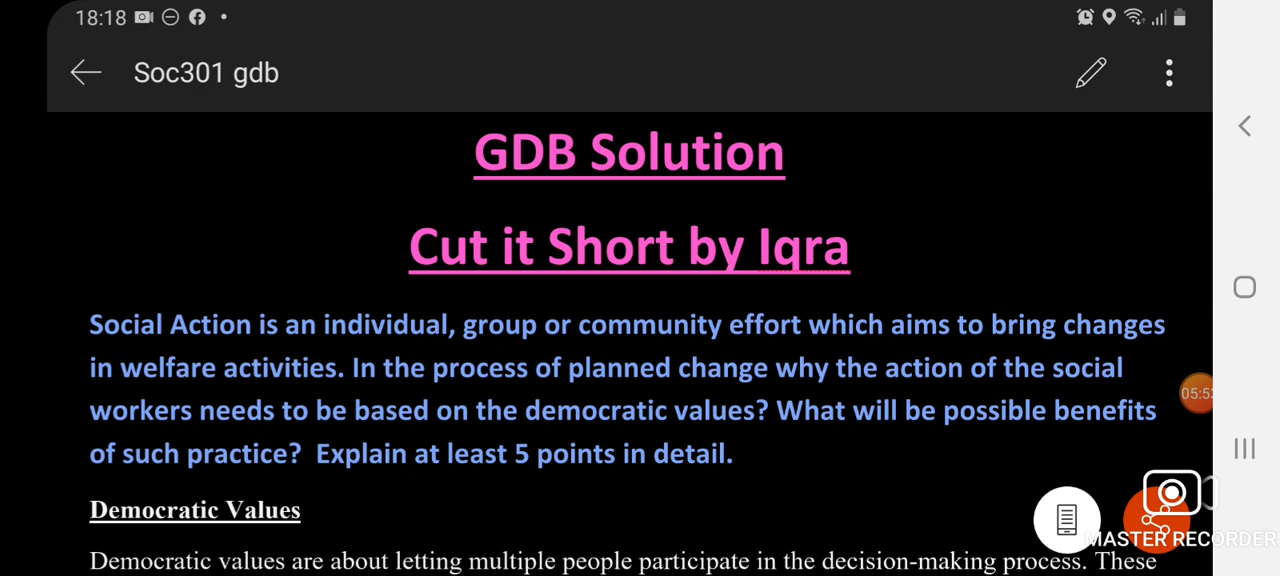 18:18
Soc301 gdb
GDB Solution
Cut it Short by Iqra
Social Action is an individual, group or community effort which aims to bring changes
in welfare activities. In the process of planned change why the action of the social
workers needs to be based on the democratic values? What will be possible benefits
of such practice?  Explain at least 5 points in detail.
05:53
Democratic Values
MASTER RECORDER
Democratic values are about letting multiple people participate in the decision-making process. These